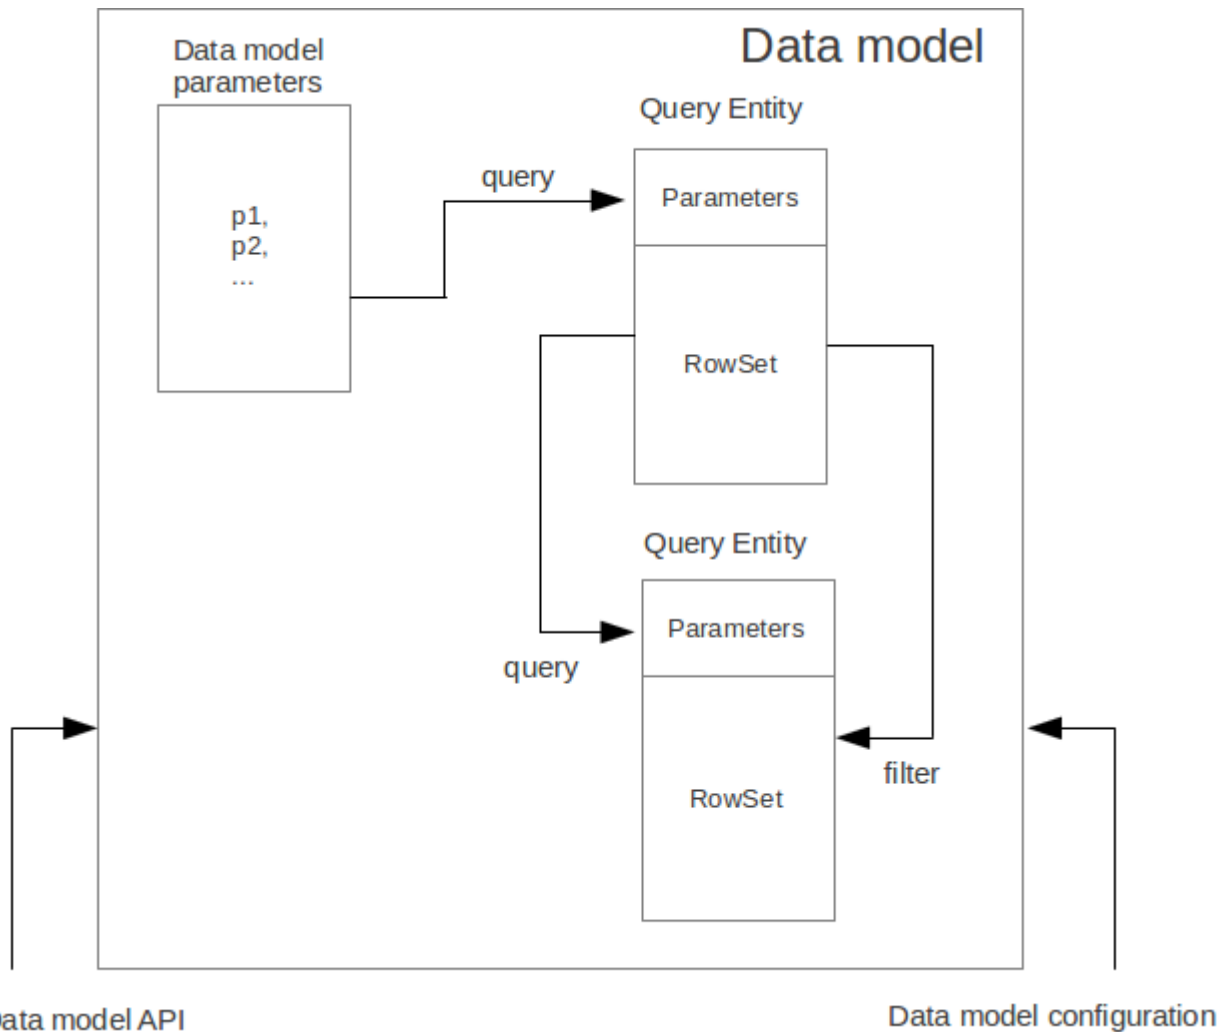 Data model
Data model
parameters
Query Entity
query
Parameters
p1,
p2,
...
RowSet
Query Entity
Parameters
query
filter
RowSet
ata model API
Data model configuration